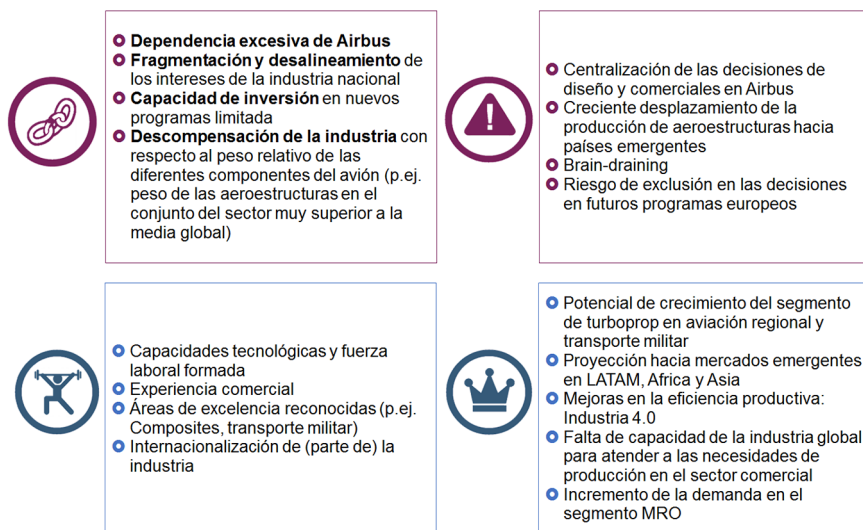 Dependencia excesiva de Airbus
Fragmentación y desalineamiento de
los intereses de la industria nacional
Capacidad de inversión en nuevos
programas limitada
Descompensación de la industria con
respecto al peso relativo de las
diferentes componentes del avión (p.ej.
peso de las aeroestructuras en el
conjunto del sector muy superior a la
media global)
Centralización de las decisiones de
diseño y comerciales en Airbus
Creciente desplazamiento de la
producción de aeroestructuras hacia
países emergentes
Brain-draining
Riesgo de exclusión en las decisiones
en futuros programas europeos
Capacidades tecnológicas y fuerza
laboral formada
Experiencia comercial
Áreas de excelencia reconocidas (p.ej.
Composites, transporte militar)
Internacionalización de (parte de) la
industria
Potencial de crecimiento del segmento
de turboprop en aviación regional y
transporte militar
Proyección hacia mercados emergentes
en LATAM, Africa y Asia
Mejoras en la eficiencia productiva:
Industria 4.0
Falta de capacidad de la industria global
para atender a las necesidades de
producción en el sector comercial
Incremento de la demanda en el
segmento MRO